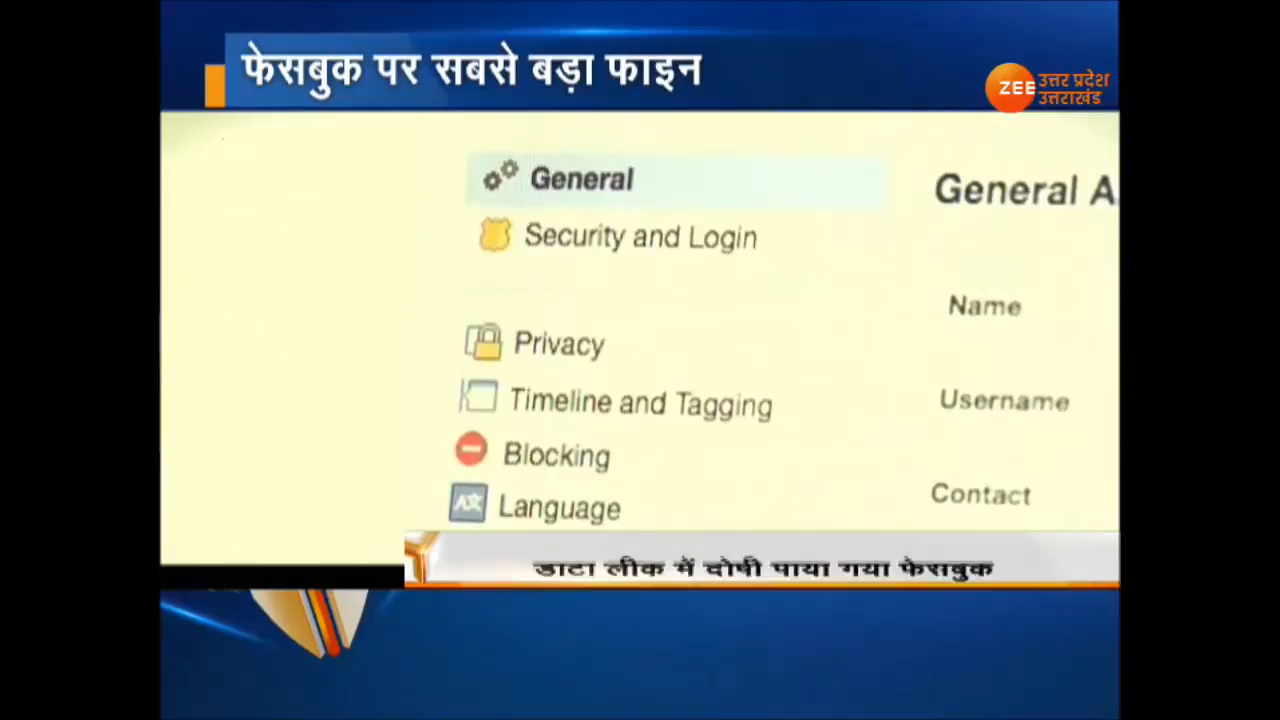 फेसबुक पर सबसे बड़ा फाइन
ZEE उत्तर प्रदेश
उत्तराखंड
General
Security and Login
Privacy
Timeline and Tagging
Blocking
Language
General A
Name
Username
Contact
डाटा लीक में दोषी पाया गया फेसबुक